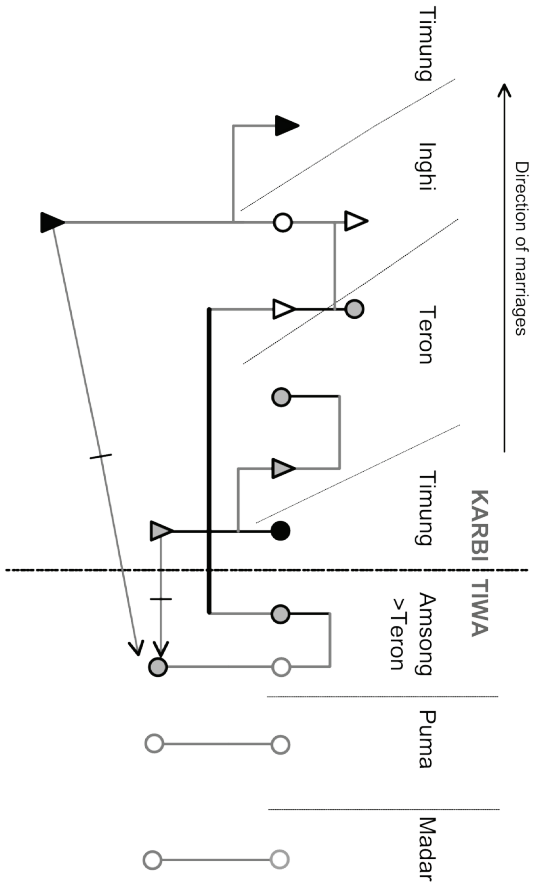 Direction of marriages
KARBI TIWA
Timung
Inghi
Teron
Timung
Amsong
>Teron
Puma
Madar